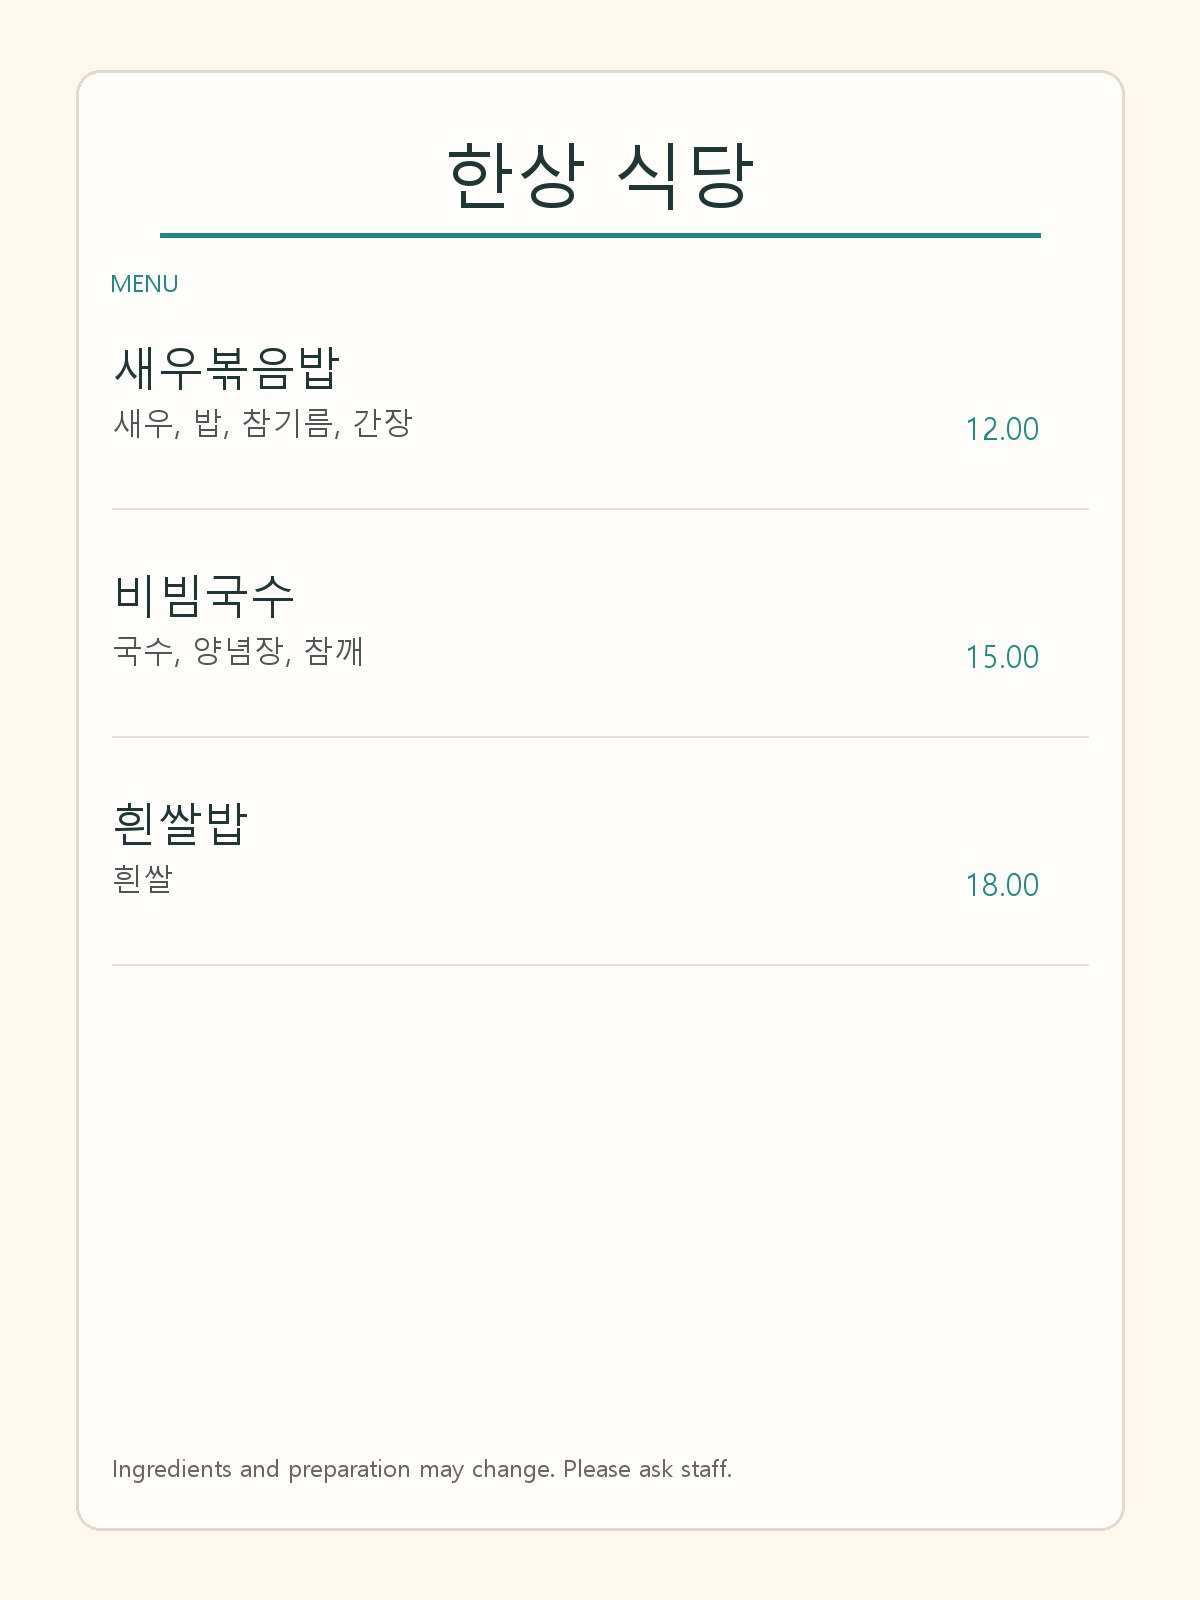 한상 식당
MENU
새우볶음밥
새우, 밥, 참기름, 간장
12.00
비빔국수
국수, 양념장, 참깨
15.00
흰쌀밥
흰쌀
18.00
Ingredients and preparation may change. Please ask staff.